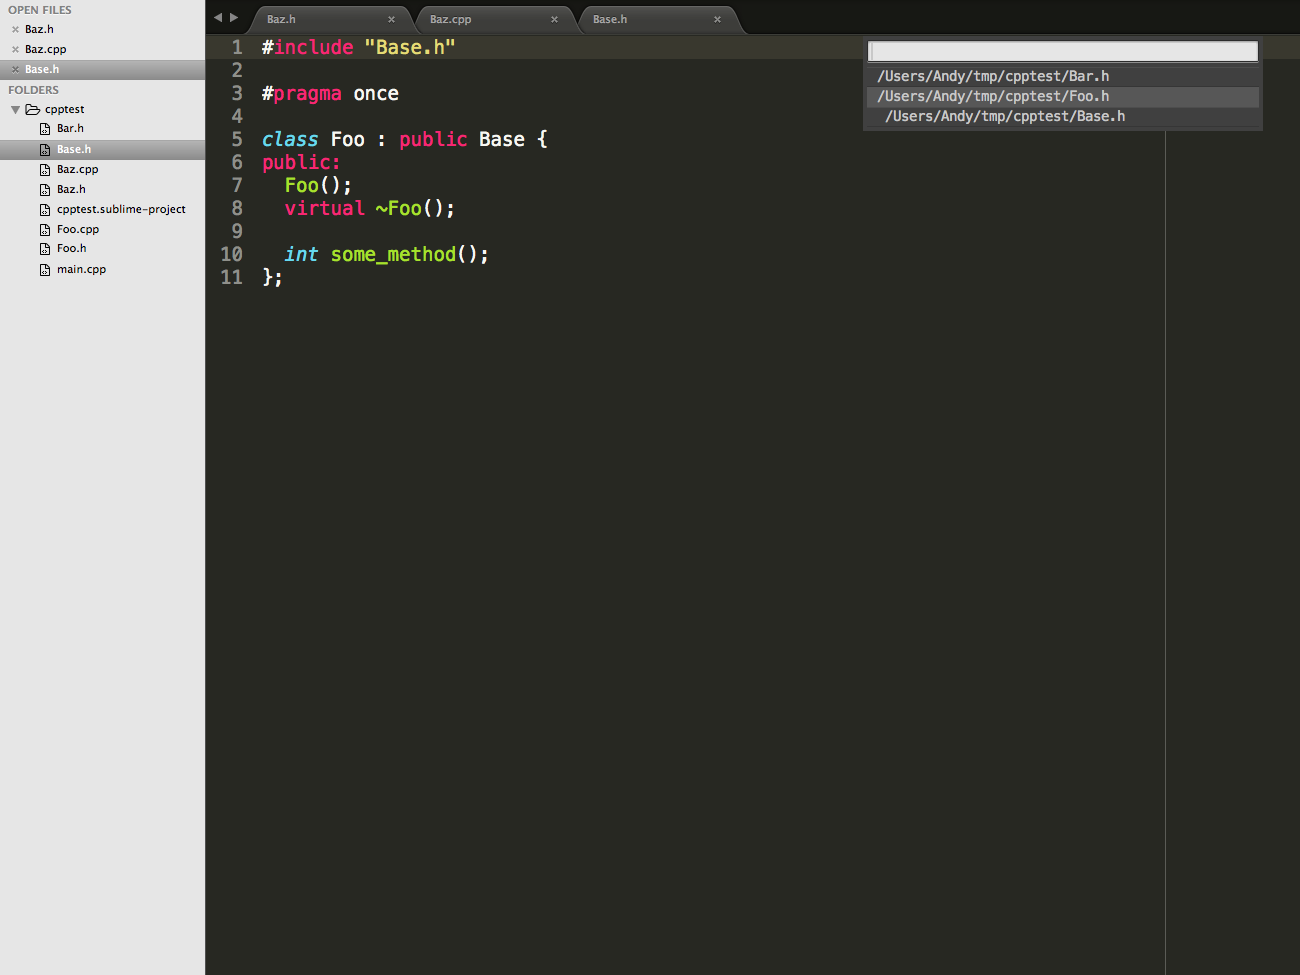 OPEN FILES
Baz.h
Baz.cpp
Base.h
FOLDERS
cpptest
Bar.h
Base.h
Baz.cpp
Baz.h
cpptest.sublime-project
Foo.cpp
Foo.h
main.cpp
Baz.h
Baz.cpp
Base.h
1 #include "Base.h"
2
3 #pragma once
4
5 class Foo : public Base {
6 public:
7 Foo();
8 virtual ~Foo();
9
10 int some_method();
11 };
/Users/Andy/tmp/cpptest/Bar.h
/Users/Andy/tmp/cpptest/Foo.h
/Users/Andy/tmp/cpptest/Base.h